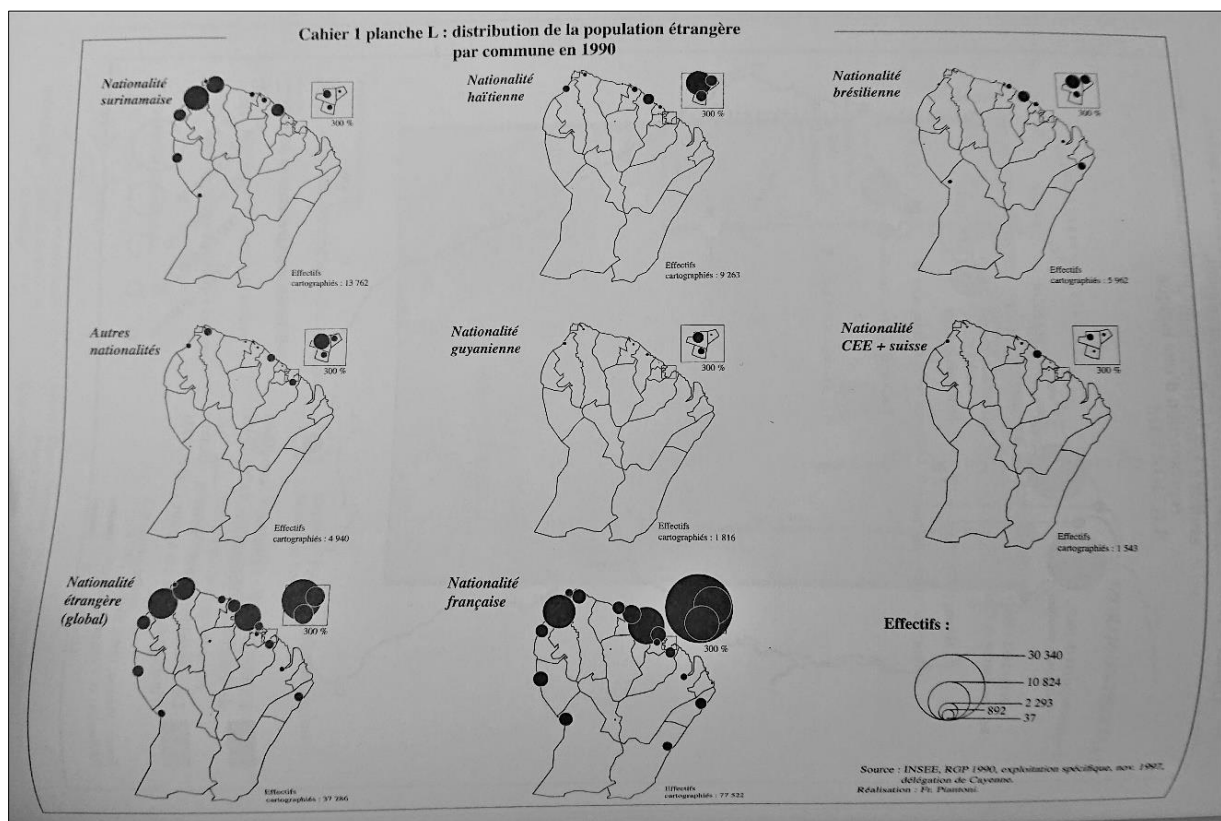 Cahier 1 planche L : distribution de la population étrangère
par commune en 1990
Nationalité
surinamaise
300 %
Effectifs
cartographiés : 13 762
Nationalité
haïtienne
300 %
Effectifs
cartographiés : 9 263
Nationalité
brésilienne
300 %
Effectifs
cartographiés : 5 962
Autres
nationalités
300 %
Effectifs
cartographiés : 4 940
Nationalité
guyanienne
300 %
Effectifs
cartographiés : 1 816
Nationalité
CEE + suisse
300 %
Effectifs
cartographiés : 1 543
Nationalité
étrangère
(global)
300 %
Effectifs
cartographiés : 37 286
Nationalité
française
300 %
Effectifs
cartographiés : 77 522
Effectifs :
30 340
10 824
2 293
892
37
Source : INSEE, RGP 1990, exploitation spécifique, nov. 1992,
délégation de Cayenne.
Réalisation : Fr. Piantoni.